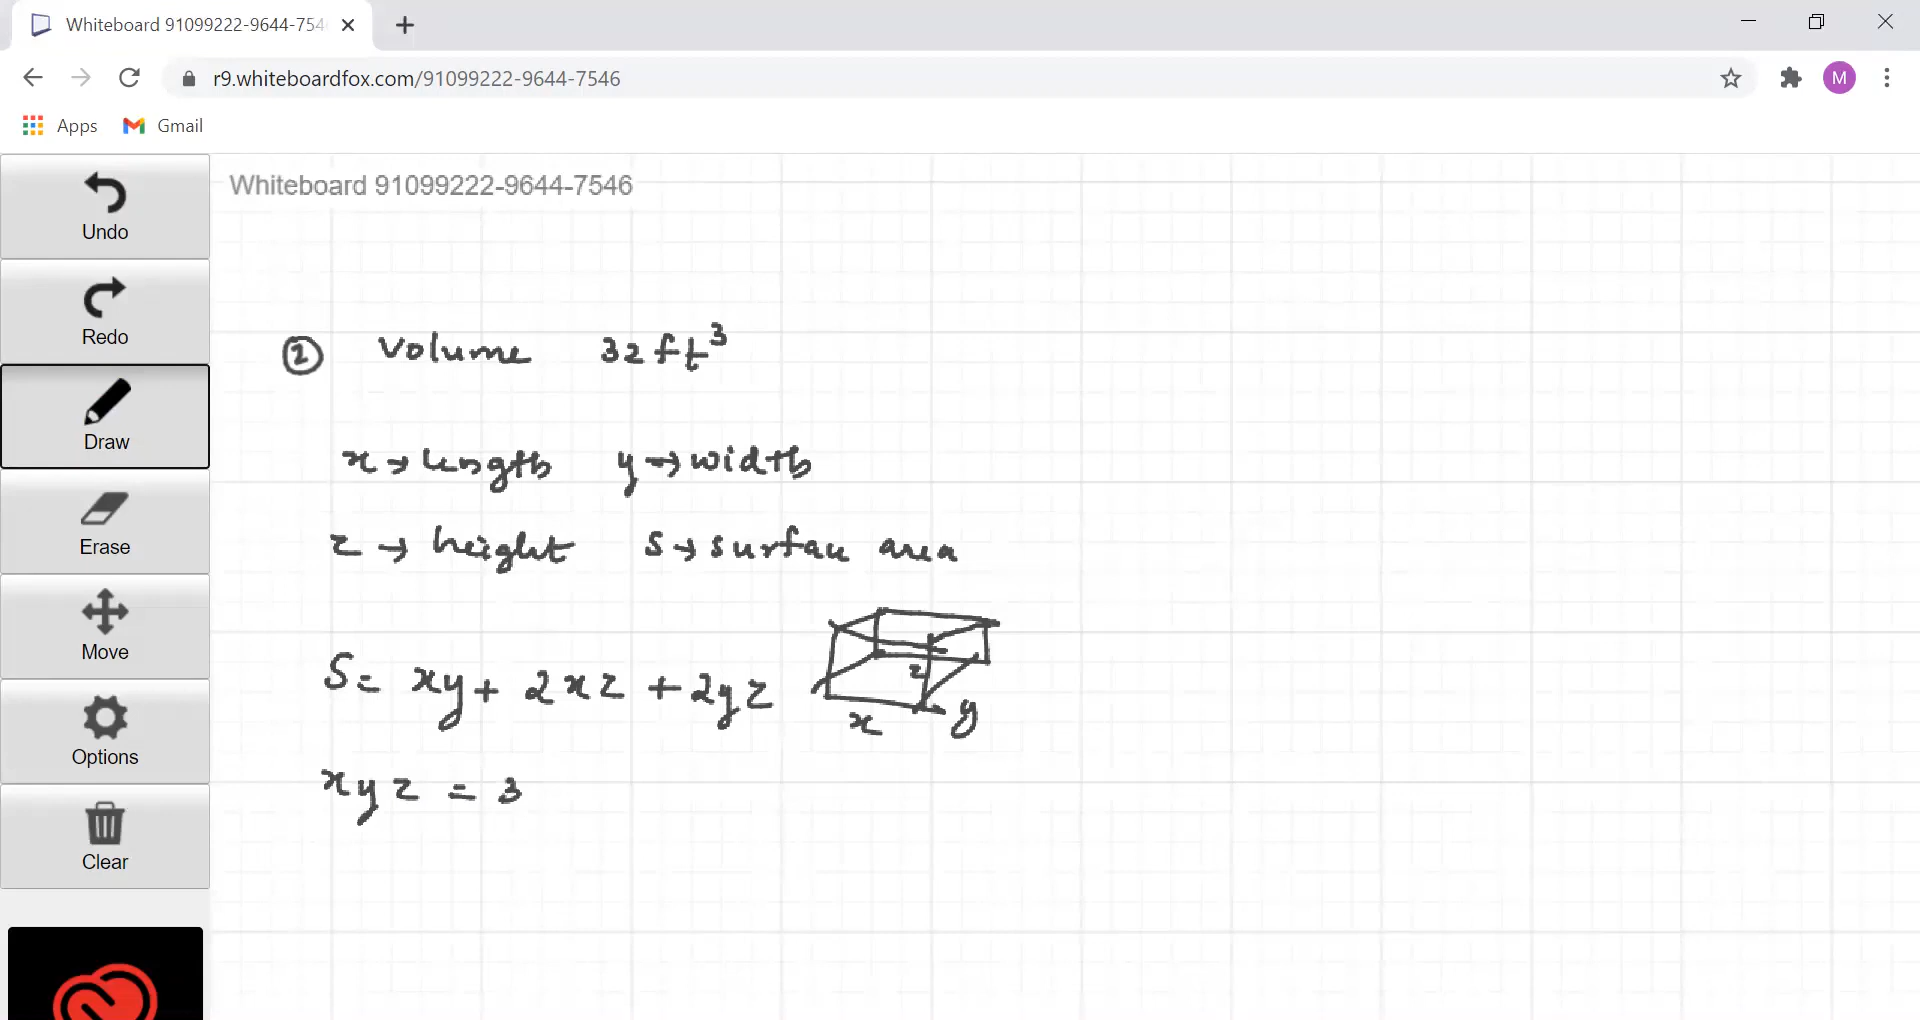 Whiteboard 91099222-9644-754
r9.whiteboardfox.com/91099222-9644-7546
M
Apps
Gmail
Whiteboard 91099222-9644-7546
Undo
Redo
Draw
Erase
Move
Options
Clear
② Volume 32 ft³
x → length y → width
z → height S → surface area
S = xy + 2xz + 2yz
z
x y
xyz = 3